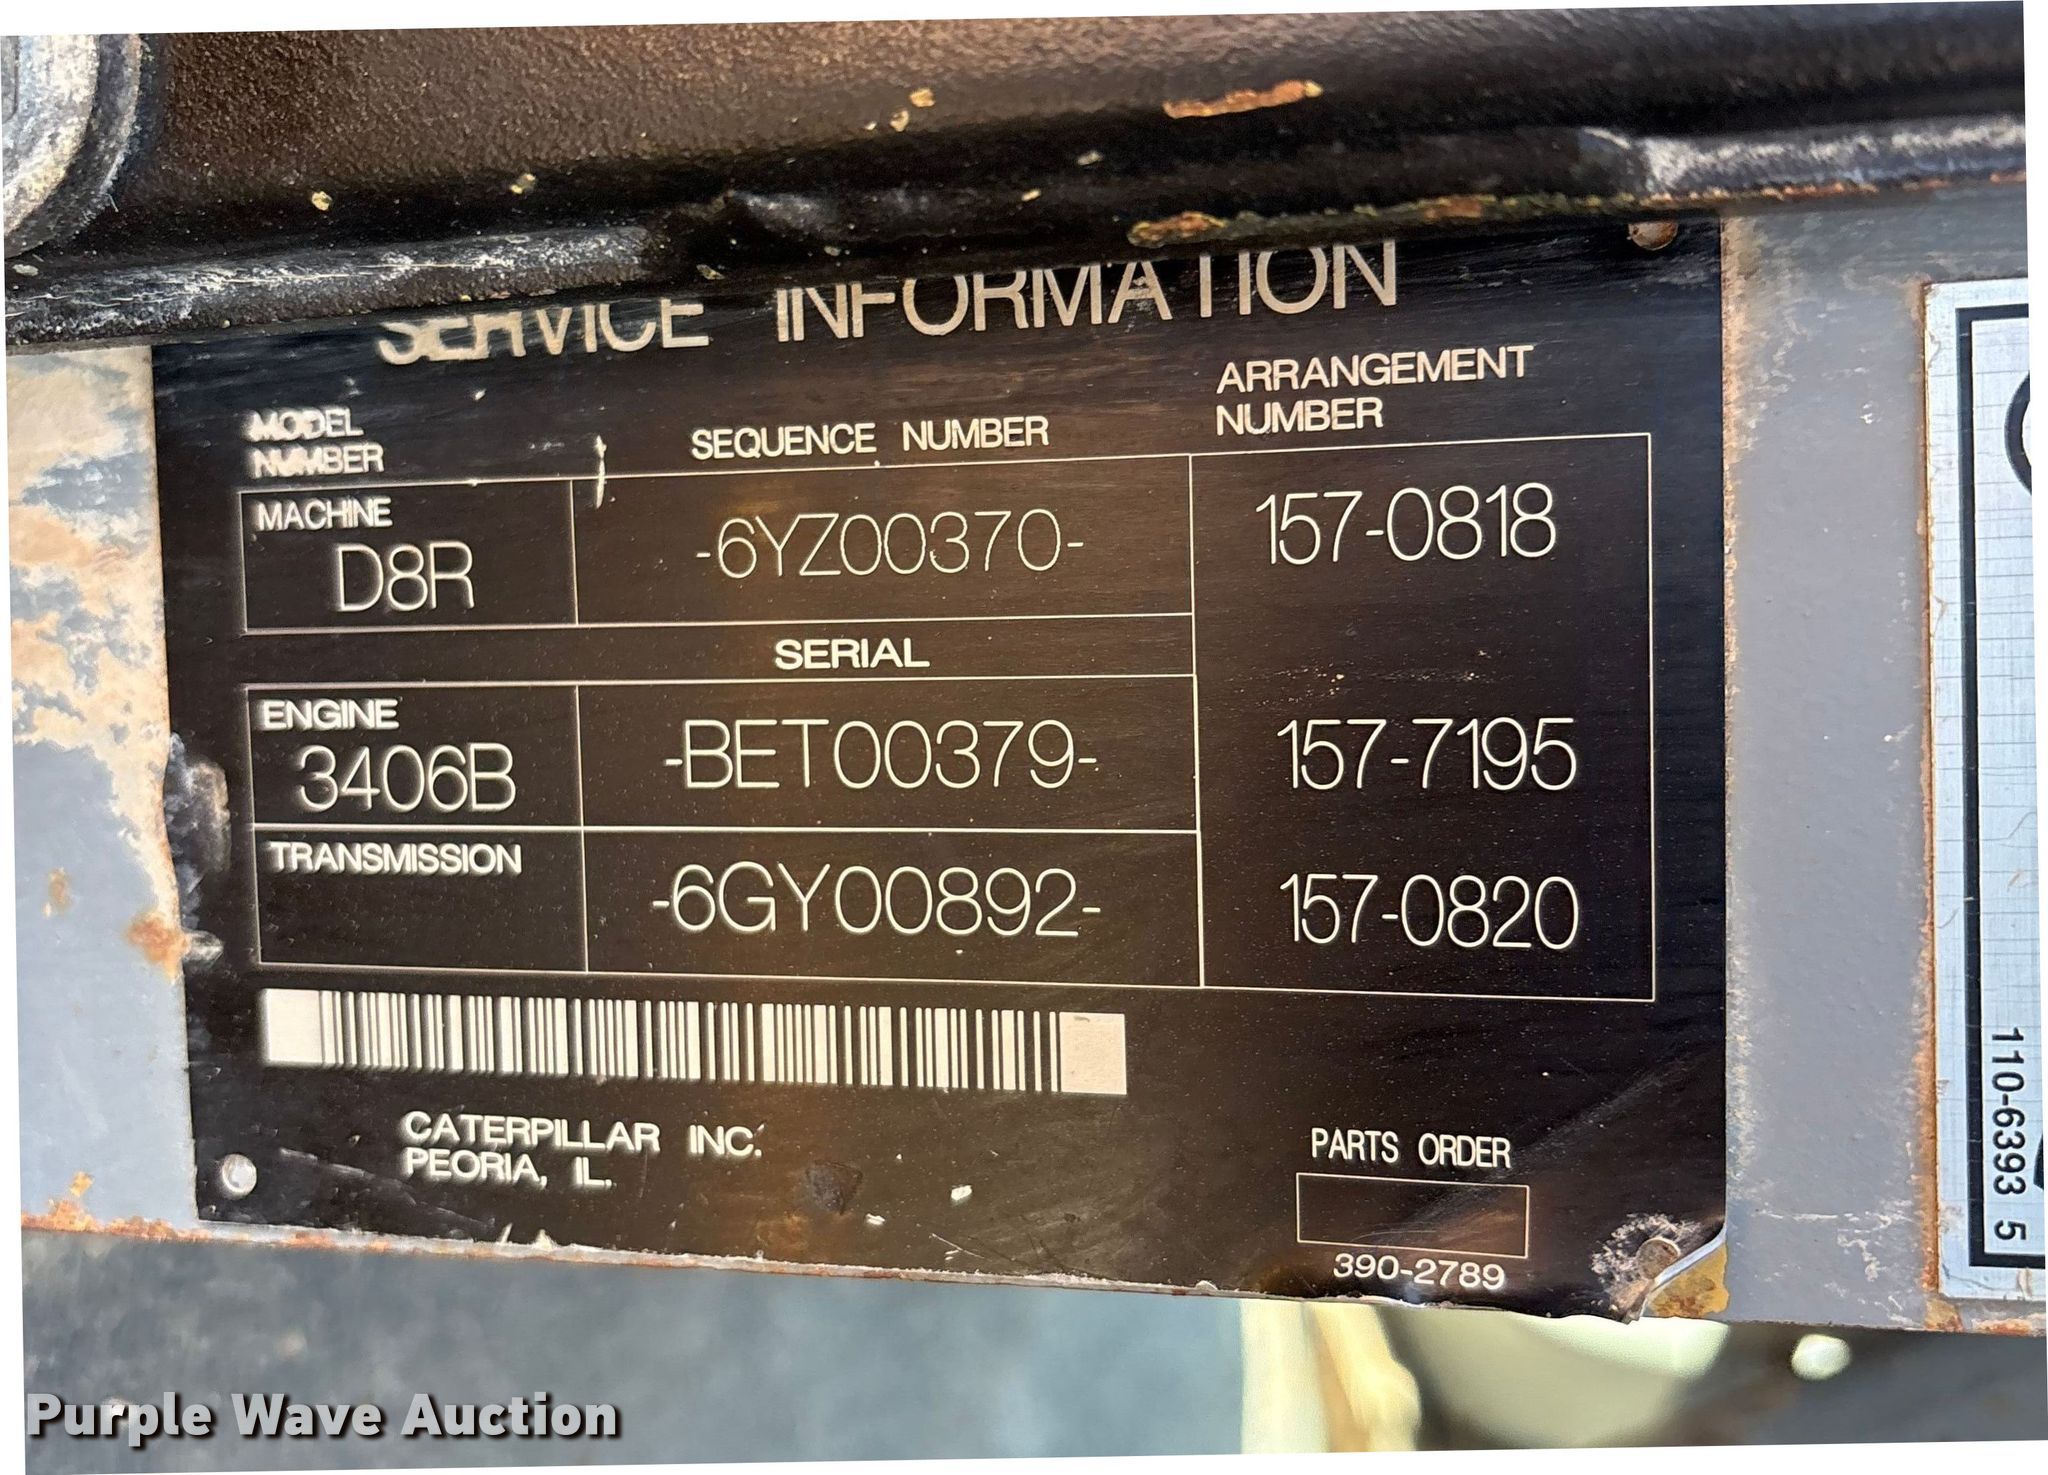 SERVICE INFORMATION
MODEL NUMBER
SEQUENCE NUMBER
ARRANGEMENT NUMBER
MACHINE
D8R
-6YZ00370-
157-0818
SERIAL
ENGINE
3406B
-BET00379-
157-7195
TRANSMISSION
-6GY00892-
157-0820
CATERPILLAR INC.
PEORIA, IL.
PARTS ORDER
390-2789
110-6393 5
Purple Wave Auction